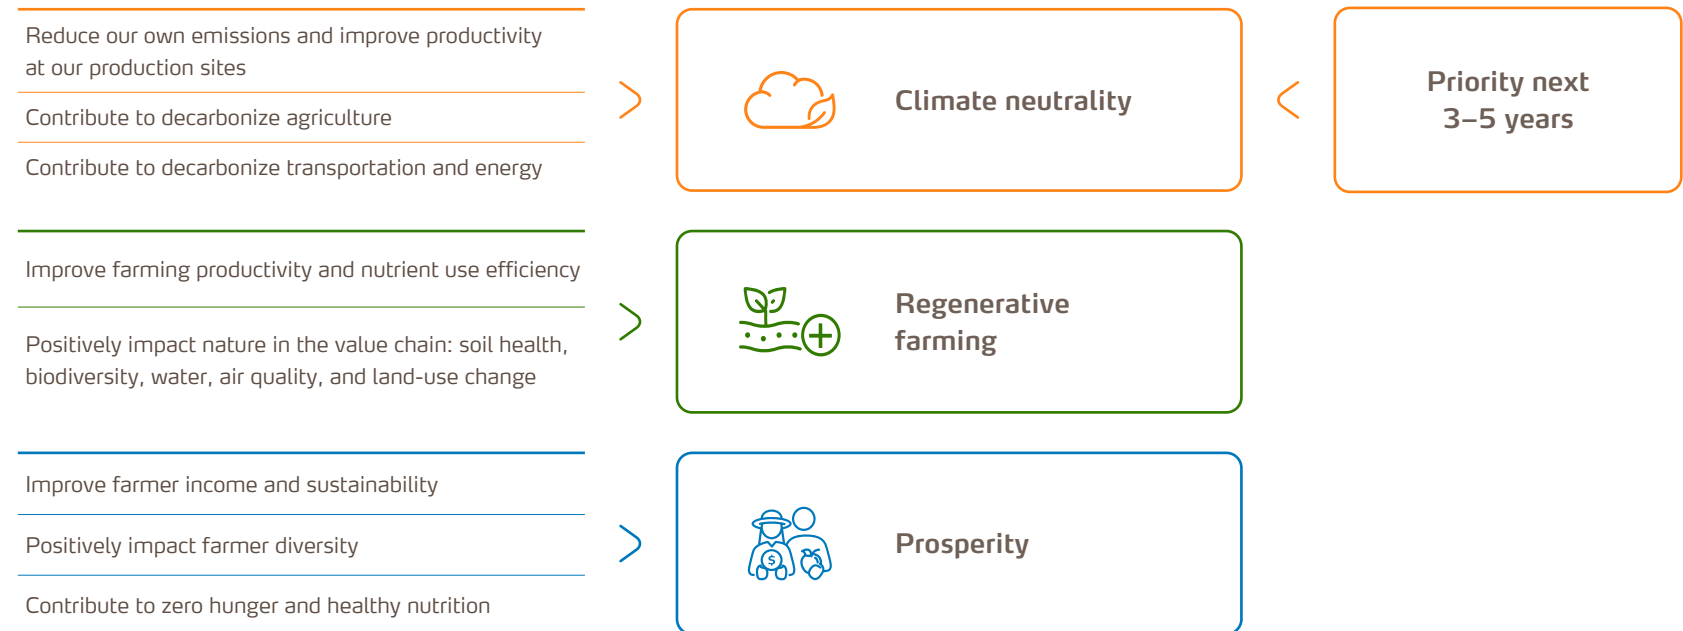 Reduce our own emissions and improve productivity
at our production sites
Contribute to decarbonize agriculture
Contribute to decarbonize transportation and energy
Climate neutrality
Priority next
3–5 years
Improve farming productivity and nutrient use efficiency
Positively impact nature in the value chain: soil health,
biodiversity, water, air quality, and land-use change
Regenerative
farming
Improve farmer income and sustainability
Positively impact farmer diversity
Contribute to zero hunger and healthy nutrition
$
Prosperity